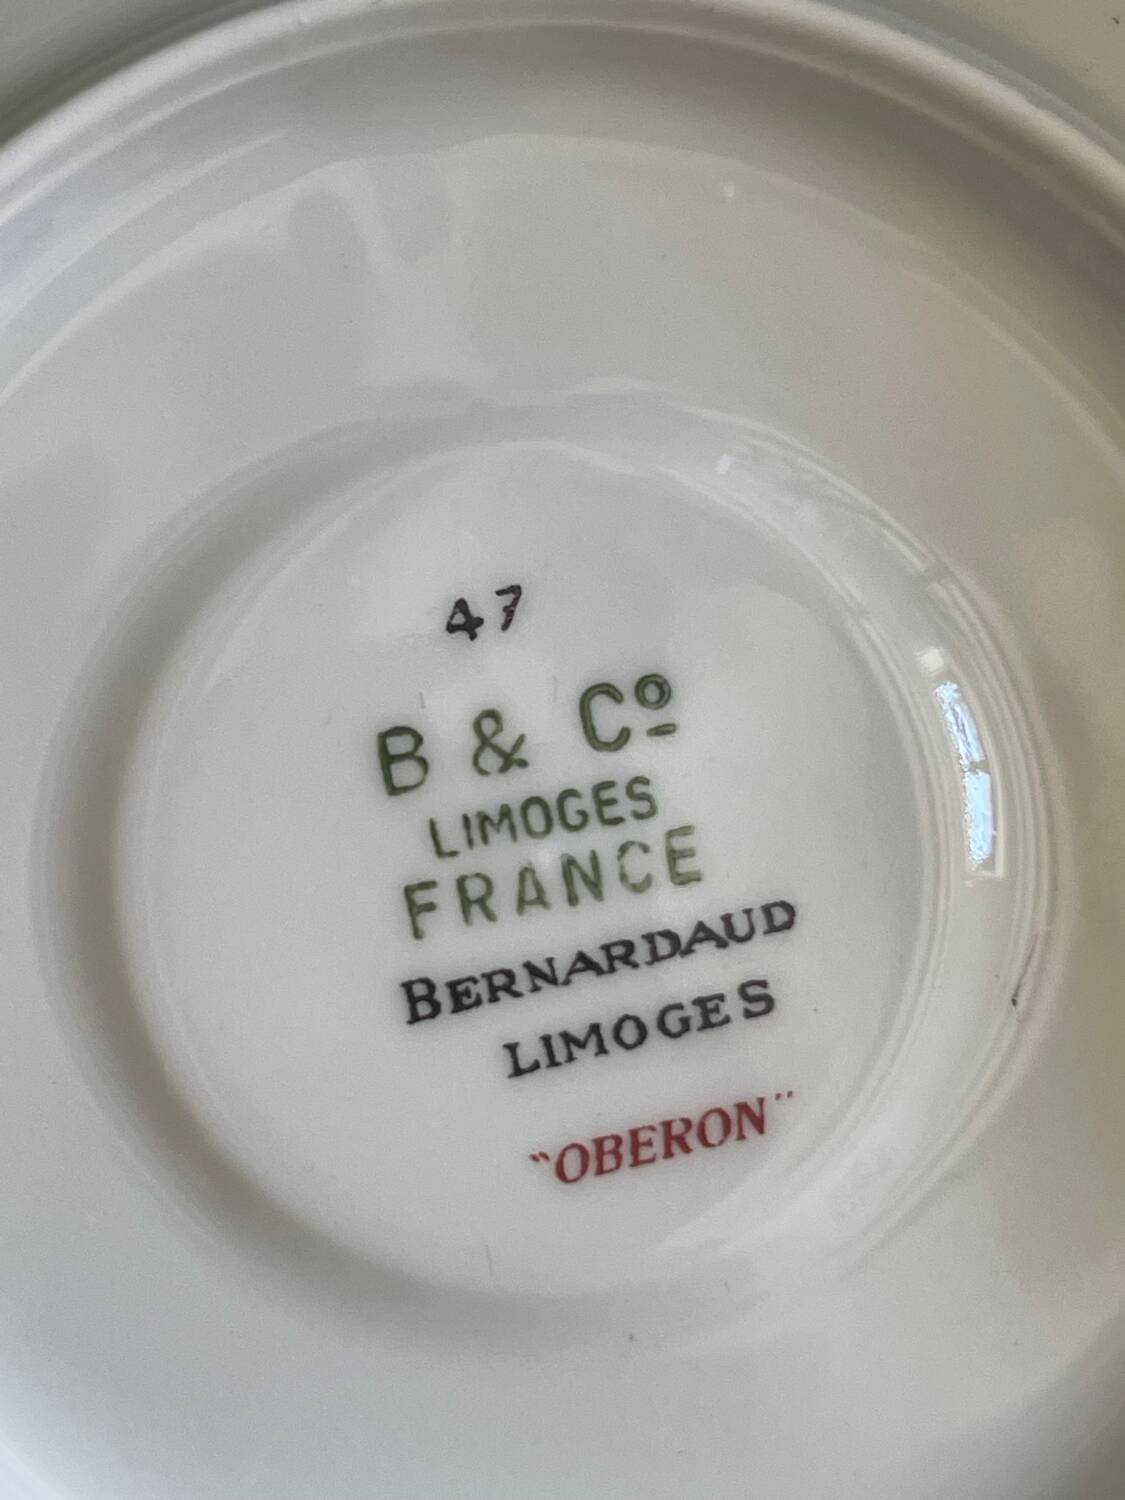 47
B & Cº
LIMOGES
FRANCE
BERNARDAUD
LIMOGES
"OBERON"